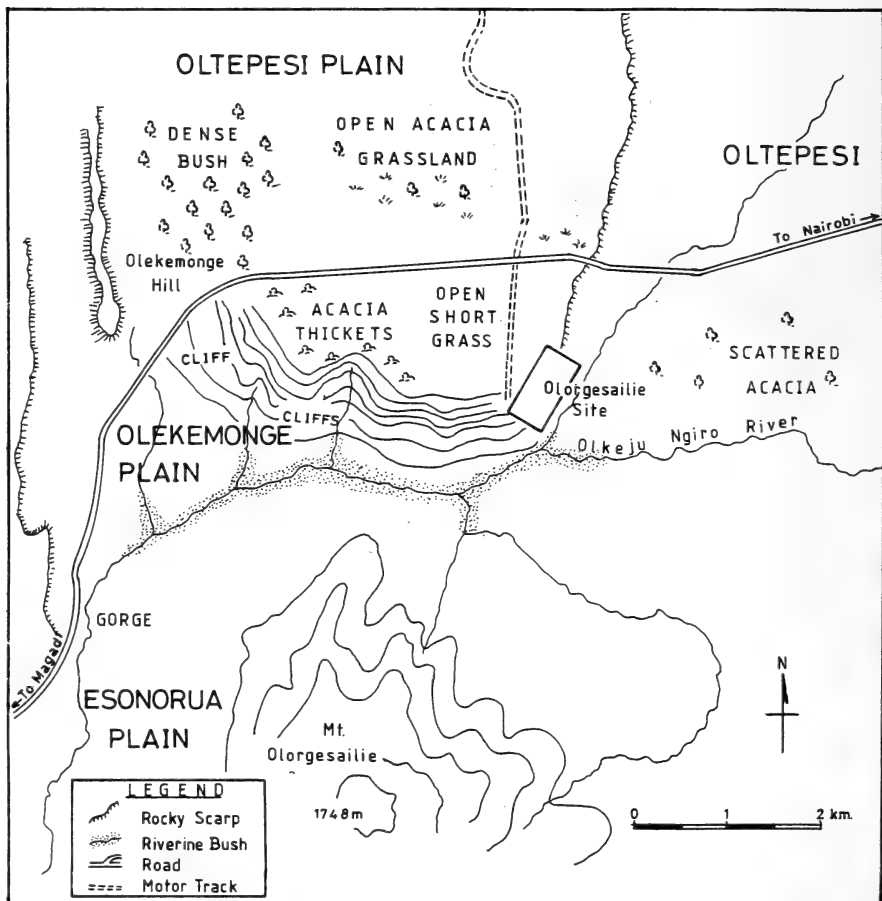 OLTEPESI PLAIN
DENSE
BUSH
OPEN ACACIA
GRASSLAND
OLTEPESI
To Nairobi
Olekemonge
Hill
ACACIA
THICKETS
OPEN
SHORT
GRASS
CLIFF
CLIFFS
Olorgesailie
Site
SCATTERED
ACACIA
OLEKEMONGE
PLAIN
Olkeju Ngiro River
GORGE
To Magadi
ESONORUA
PLAIN
Mt.
Olorgesailie
1748m
N
0 1 2 km.
LEGEND
Rocky Scarp
Riverine Bush
Road
Motor Track